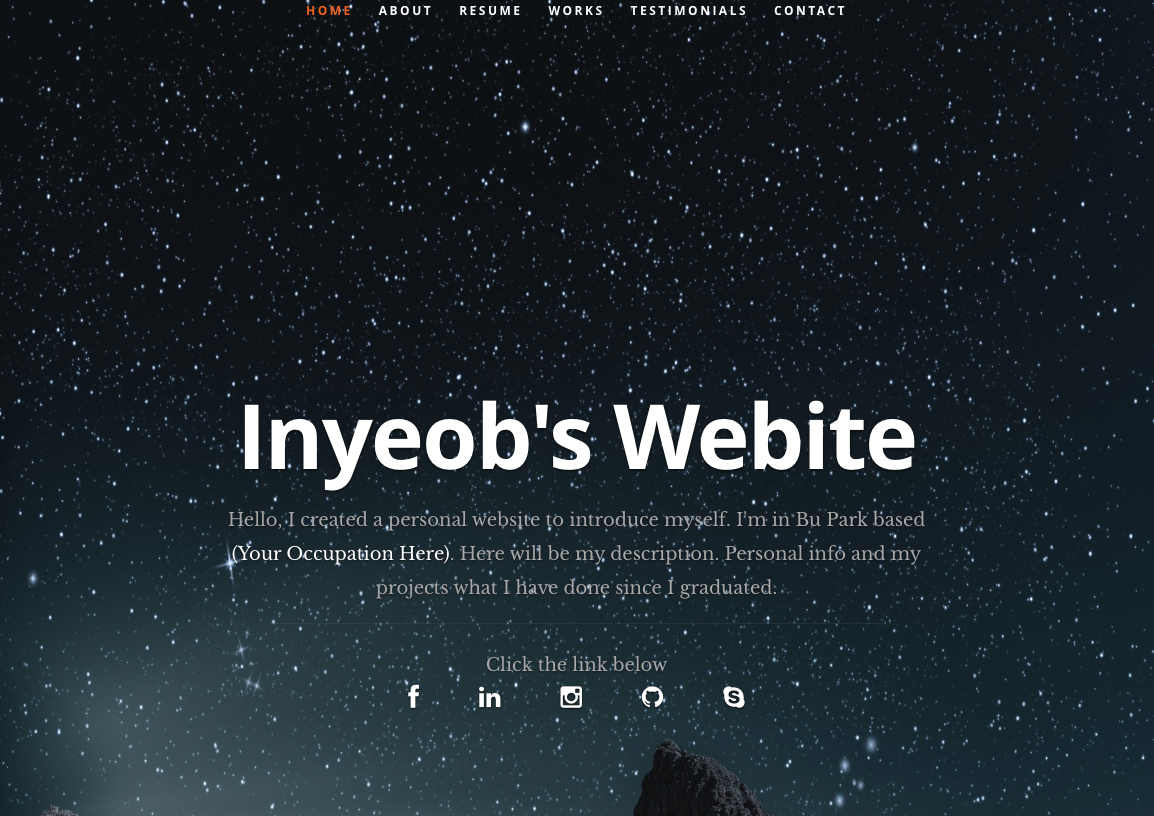 HOME ABOUT RESUME WORKS TESTIMONIALS CONTACT
Inyeob's Webite
Hello, I created a personal website to introduce myself. I'm in Bu Park based
(Your Occupation Here). Here will be my description. Personal info and my
projects what I have done since I graduated.
Click the link below